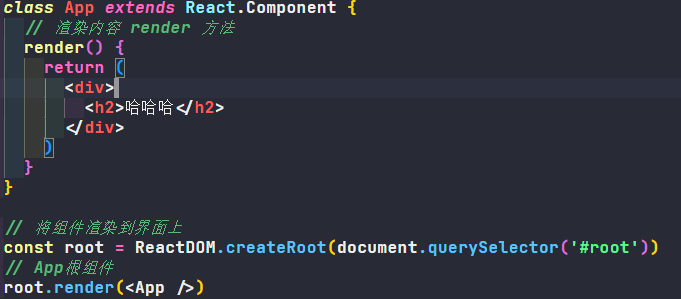 class App extends React.Component {
// 渲染内容 render 方法
render() {
return (
<div>
<h2>哈哈哈</h2>
</div>
)
}
}
// 将组件渲染到界面上
const root = ReactDOM.createRoot(document.querySelector('#root'))
// App根组件
root.render(<App />)